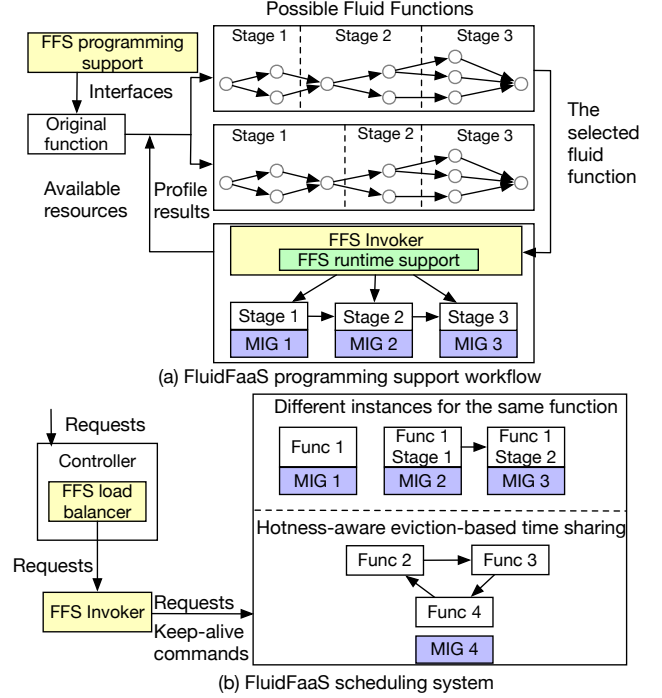 Possible Fluid Functions
FFS programming
support
Interfaces
Original
function
Available
resources
Profile
results
Stage 1
Stage 2
Stage 3
Stage 1
Stage 2
Stage 3
The
selected
fluid
function
FFS Invoker
FFS runtime support
Stage 1
Stage 2
Stage 3
MIG 1
MIG 2
MIG 3
(a) FluidFaaS programming support workflow
Requests
Controller
FFS load
balancer
Requests
FFS Invoker
Requests
Keep-alive
commands
Different instances for the same function
Func 1
MIG 1
Func 1
Stage 1
MIG 2
Func 1
Stage 2
MIG 3
Hotness-aware eviction-based time sharing
Func 2
Func 3
Func 4
MIG 4
(b) FluidFaaS scheduling system